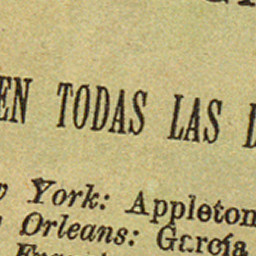 EN TODAS LAS
York: Appleton
Orleans: García